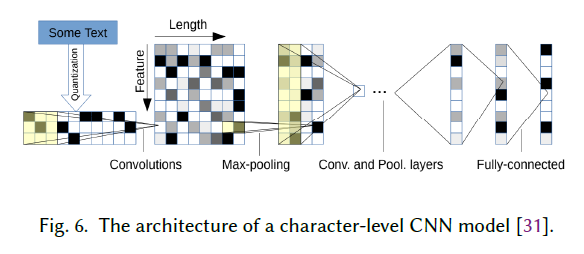 Length
Some Text
Quantization
Feature
...
Convolutions
Max-pooling
Conv. and Pool. layers
Fully-connected
Fig. 6. The architecture of a character-level CNN model [31].